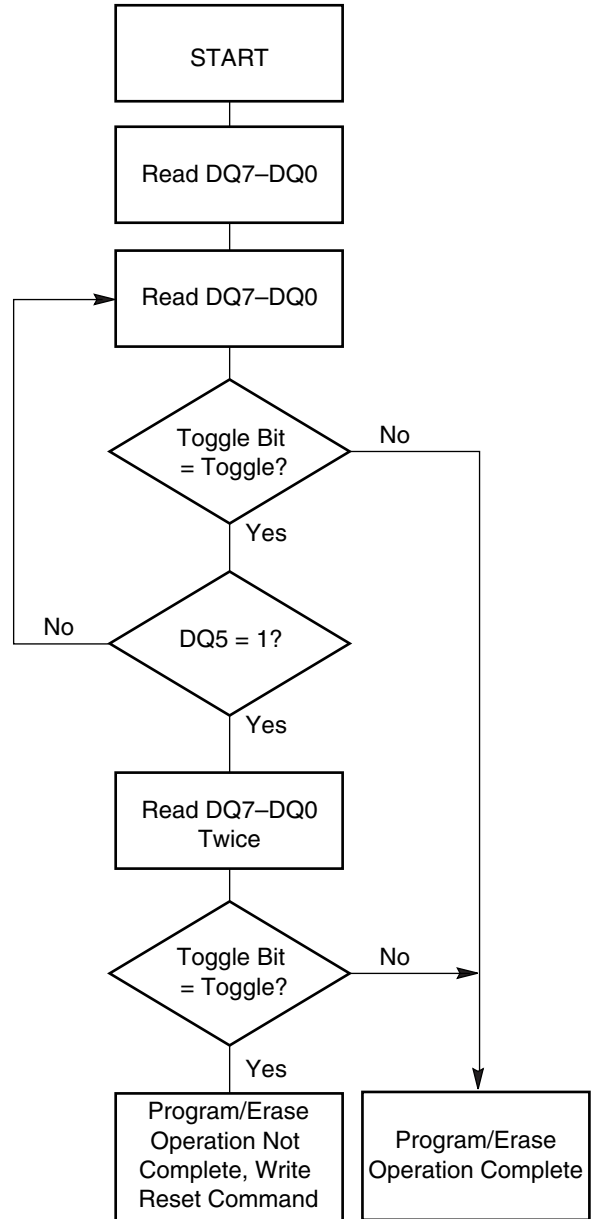 START
Read DQ7–DQ0
Read DQ7–DQ0
Toggle Bit
= Toggle?
No
Yes
No
DQ5 = 1?
Yes
Read DQ7–DQ0
Twice
Toggle Bit
= Toggle?
No
Yes
Program/Erase
Operation Not
Complete, Write
Reset Command
Program/Erase
Operation Complete